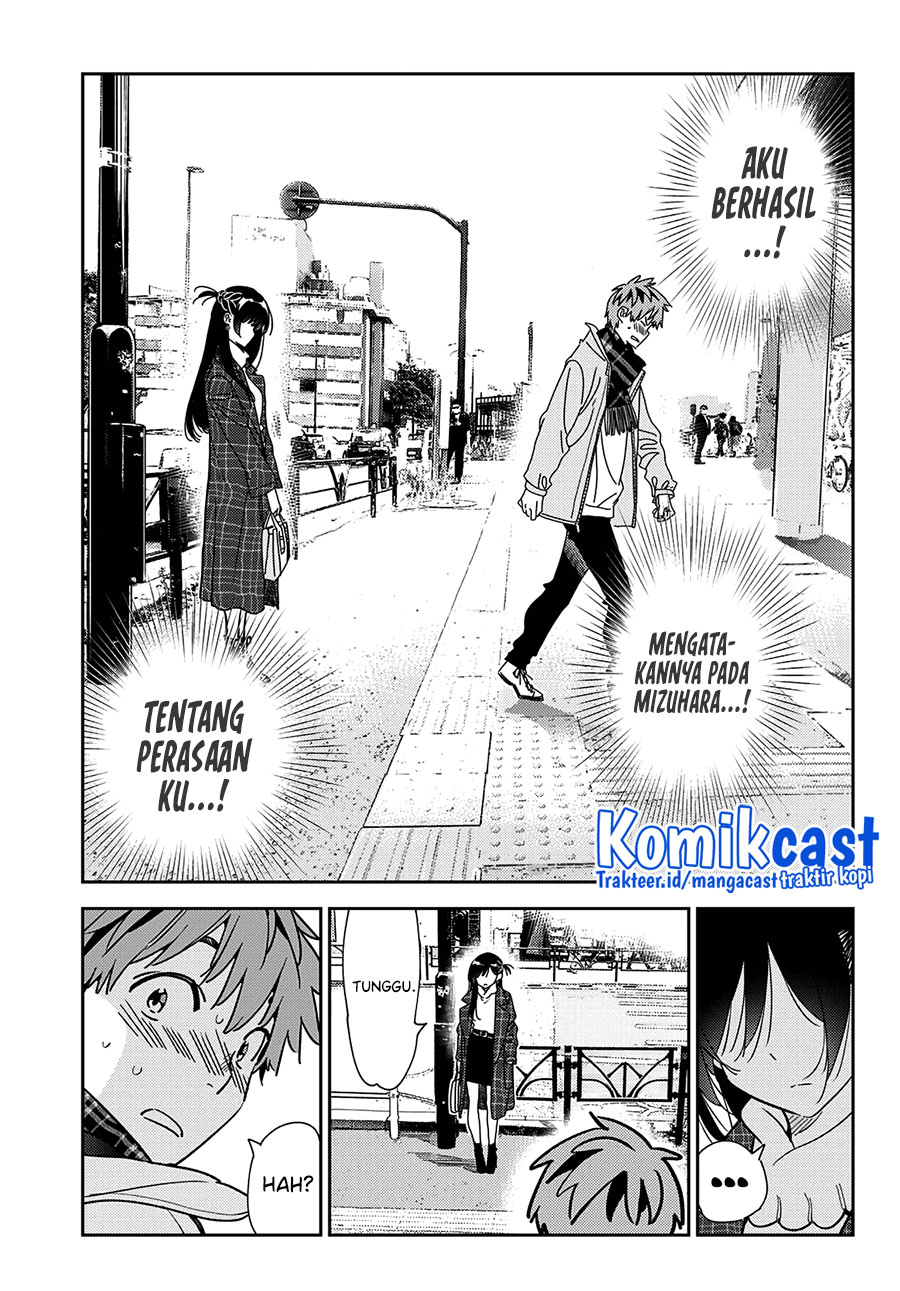 AKU
BERHASIL
...!
MENGATA-
KANNYA PADA
MIZUHARA...!
TENTANG
PERASAAN
KU...!
Komikcast
Trakteer.id/mangacast traktir kopi
...
TUNGGU.
HAH?